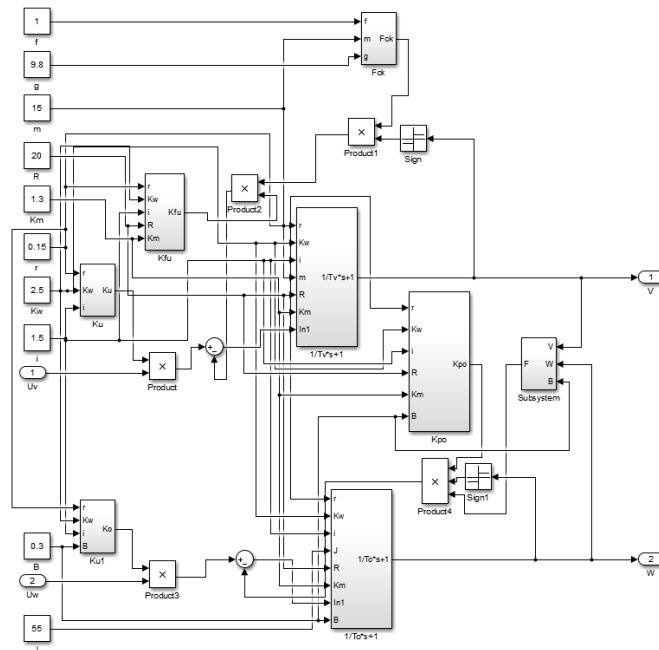 1
f
9.8
g
15
m
20
R
1.3
Km
0.15
r
2.5
Kw
1.5
i
1
Uv
0.3
B
2
Uw
55
f
m
g
Fck
Fck
×
Product1
Sign
×
Product2
r
Kw
i
R
Km
Kfu
Kfu
r
Kw
i
Ku
Ku
×
Product
+
−
r
Kw
i
m
R
Km
In1
1/Tv*s+1
1/Tv*s+1
r
Kw
i
R
Km
B
Kpo
Kpo
V
W
B
F
Subsystem
1
V
×
Product4
Sign1
r
Kw
i
B
Ko
Ku1
×
Product3
+
−
r
Kw
i
J
R
Km
In1
B
1/To*s+1
1/To*s+1
2
W